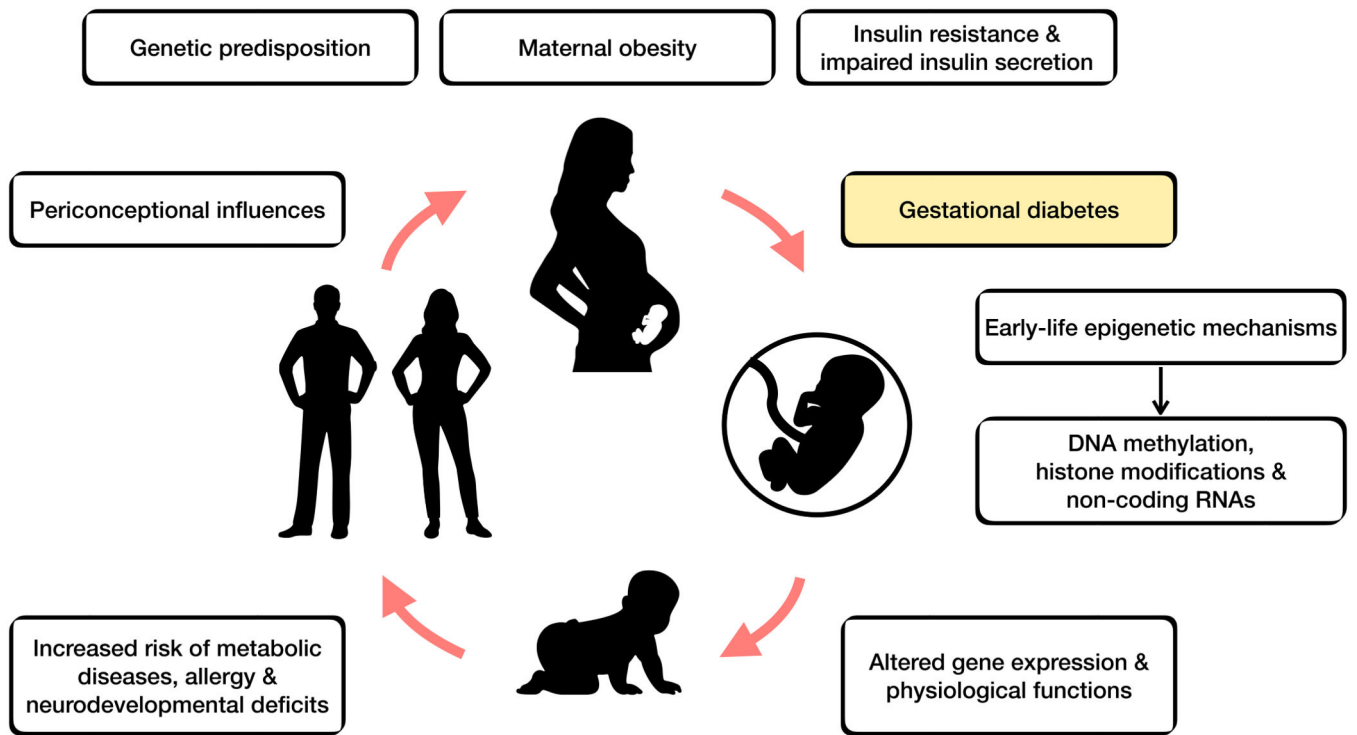 Genetic predisposition
Maternal obesity
Insulin resistance &
impaired insulin secretion
Periconceptional influences
Gestational diabetes
Early-life epigenetic mechanisms
DNA methylation,
histone modifications &
non-coding RNAs
Increased risk of metabolic
diseases, allergy &
neurodevelopmental deficits
Altered gene expression &
physiological functions